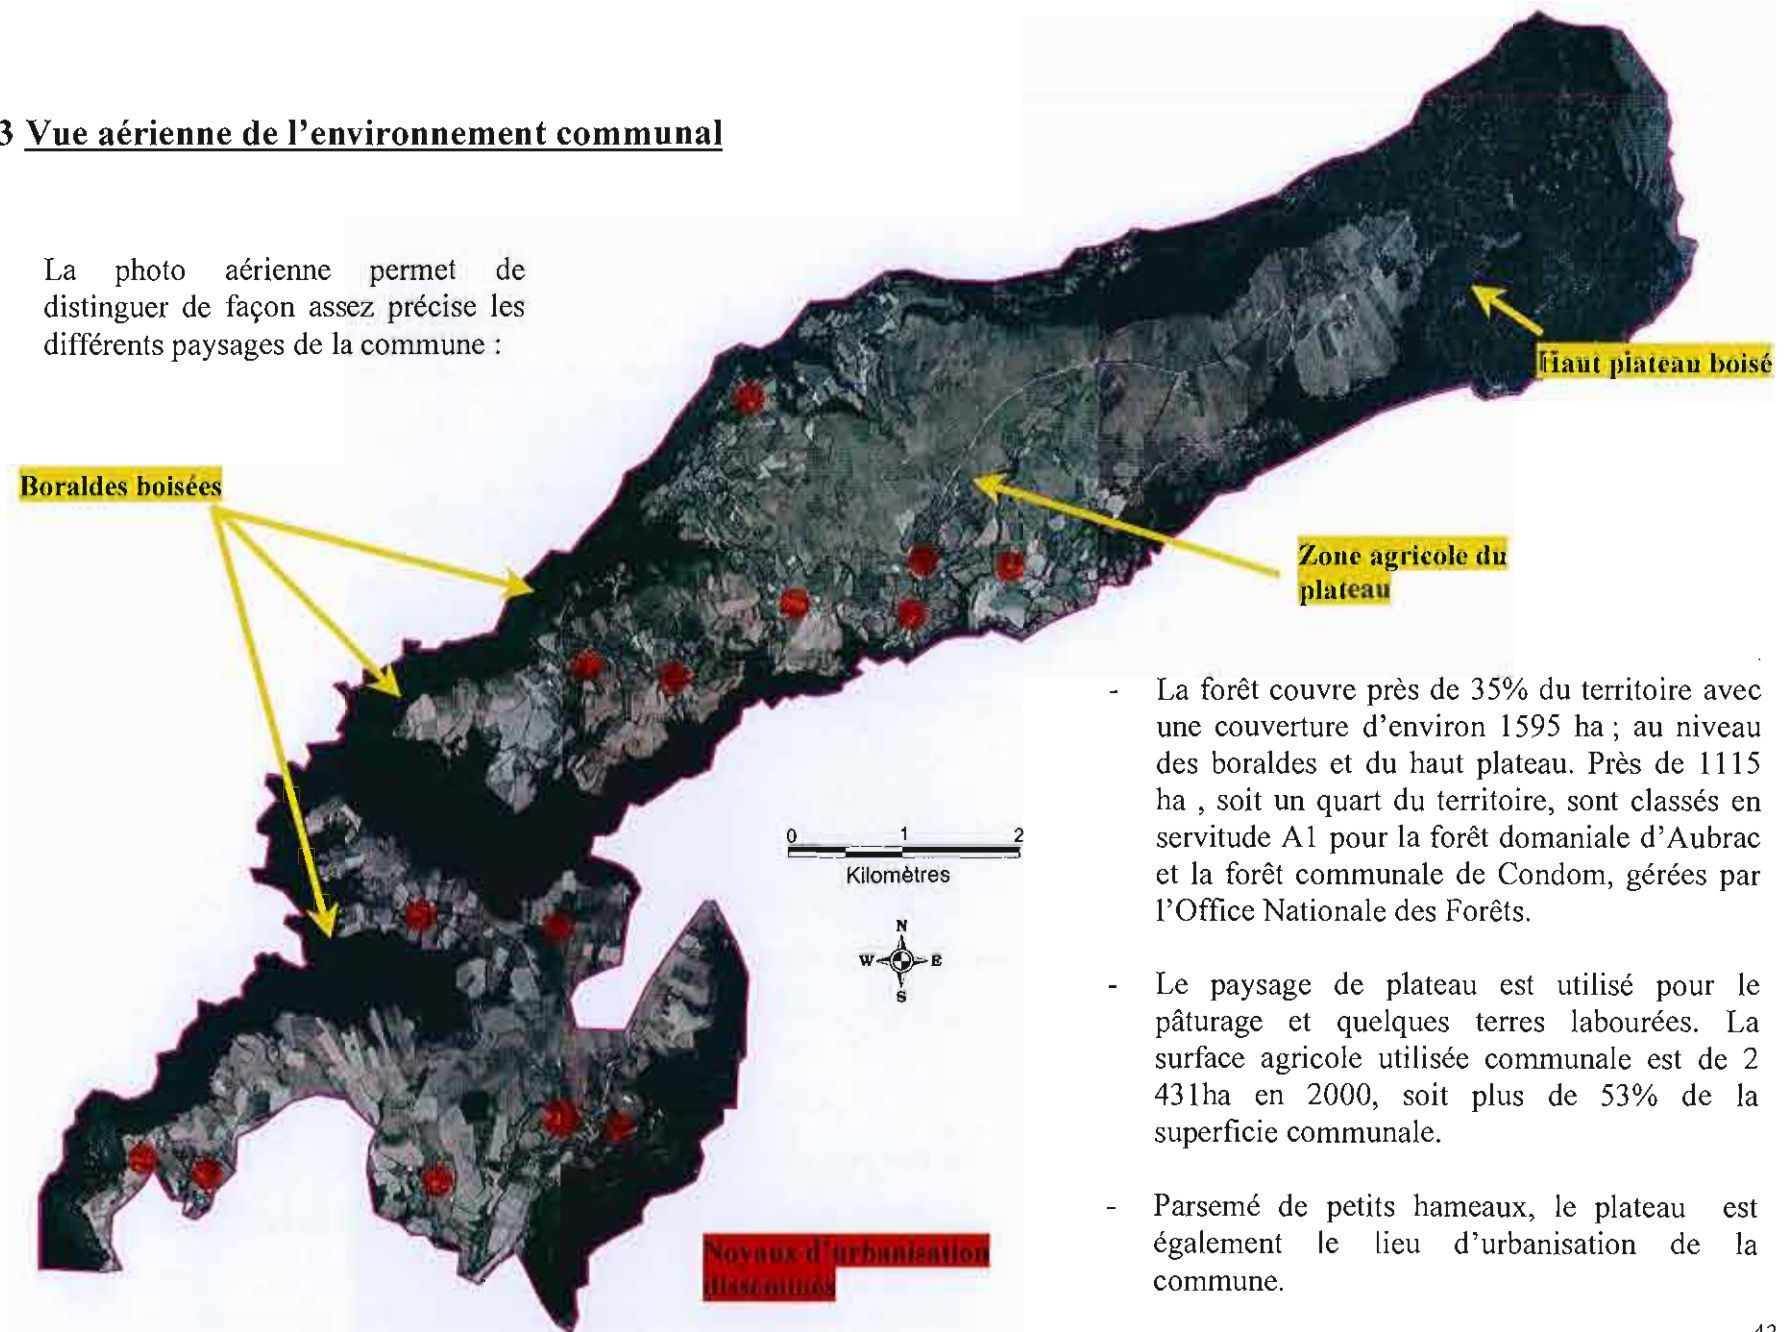 3 Vue aérienne de l'environnement communal
La photo aérienne permet de
distinguer de façon assez précise les
différents paysages de la commune :
Haut plateau boisé
Boraldes boisées
Zone agricole du
plateau
- La forêt couvre près de 35% du territoire avec
une couverture d'environ 1595 ha ; au niveau
des boraldes et du haut plateau. Près de 1115
ha , soit un quart du territoire, sont classés en
servitude A1 pour la forêt domaniale d'Aubrac
et la forêt communale de Condom, gérées par
l'Office Nationale des Forêts.
0 1 2
Kilomètres
N
W E
S
- Le paysage de plateau est utilisé pour le
pâturage et quelques terres labourées. La
surface agricole utilisée communale est de 2
431ha en 2000, soit plus de 53% de la
superficie communale.
- Parsemé de petits hameaux, le plateau est
également le lieu d'urbanisation de la
commune.
Noyaux d'urbanisation
disséminés